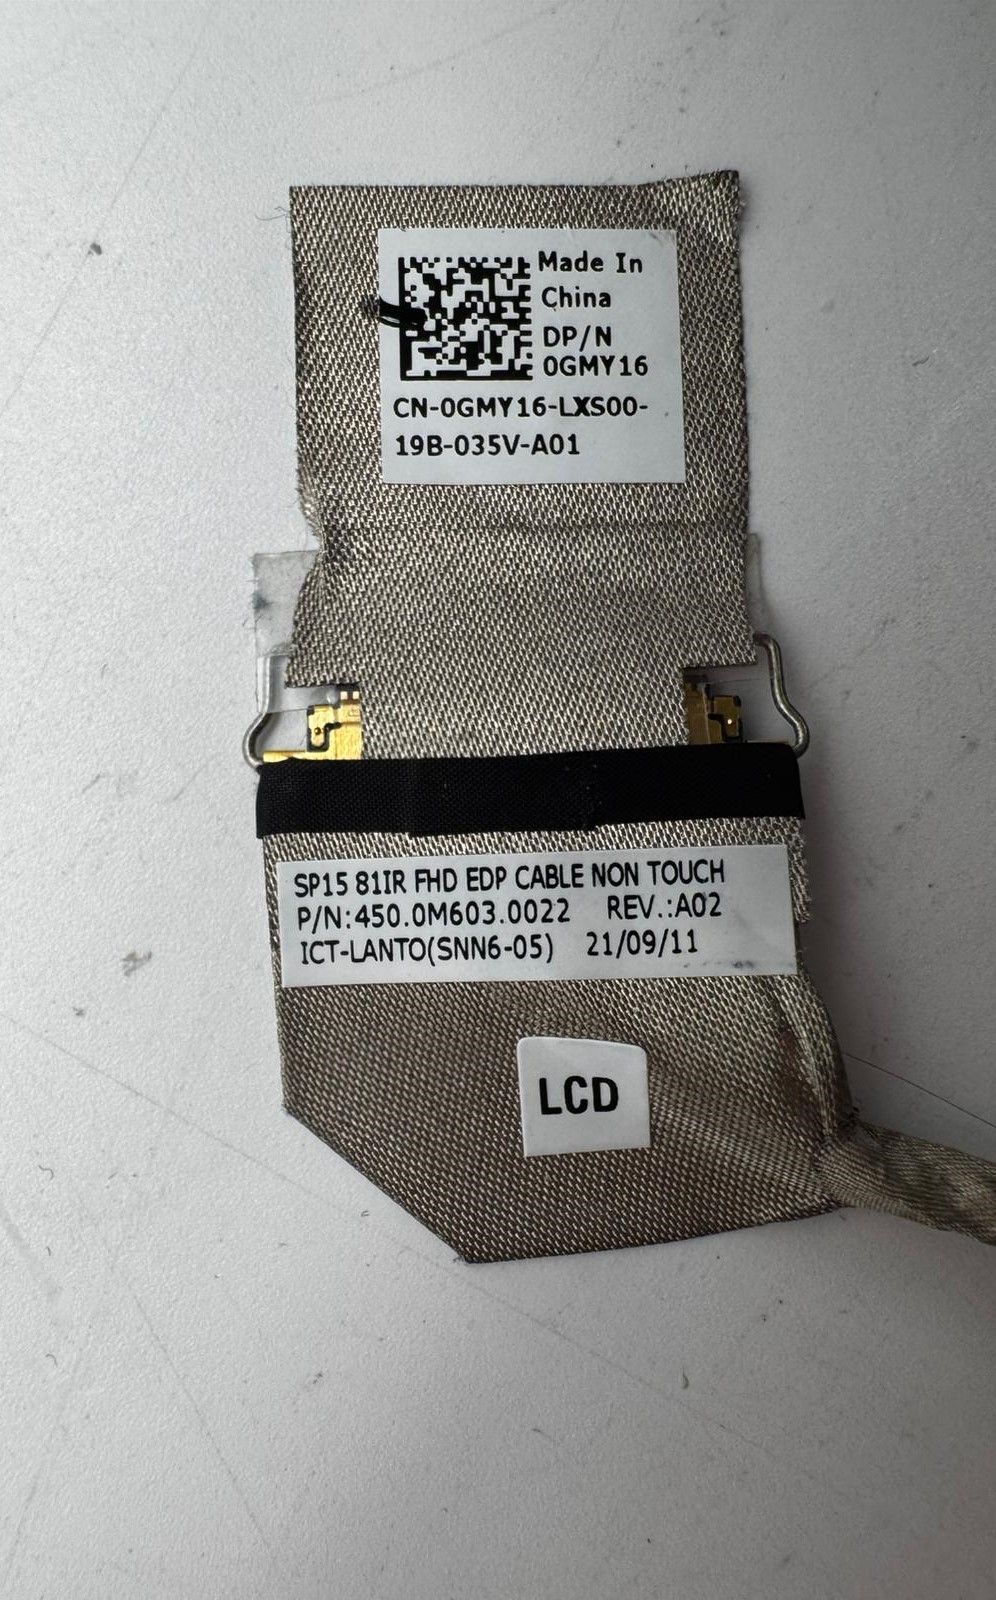 Made In
China
DP/N
0GMY16
CN-0GMY16-LXS00-
19B-035V-A01
SP15 81IR FHD EDP CABLE NON TOUCH
P/N:450.0M603.0022 REV.:A02
ICT-LANTO(SNN6-05) 21/09/11
LCD